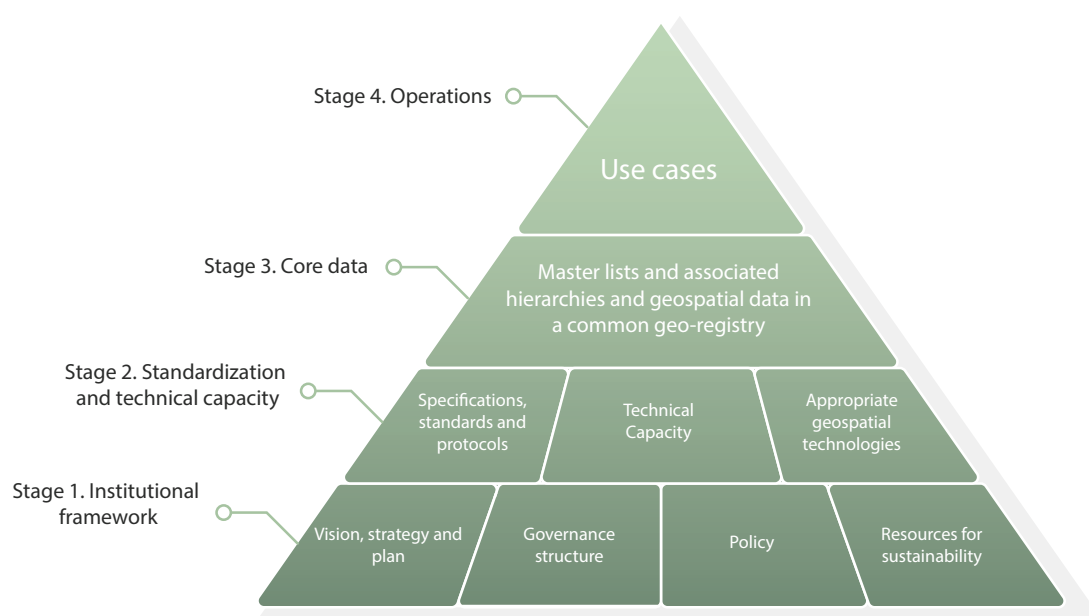 Stage 4. Operations
Use cases
Stage 3. Core data
Master lists and associated
hierarchies and geospatial data in
a common geo-registry
Stage 2. Standardization
and technical capacity
Specifications,
standards and
protocols
Technical
Capacity
Appropriate
geospatial
technologies
Stage 1. Institutional
framework
Vision, strategy and
plan
Governance
structure
Policy
Resources for
sustainability